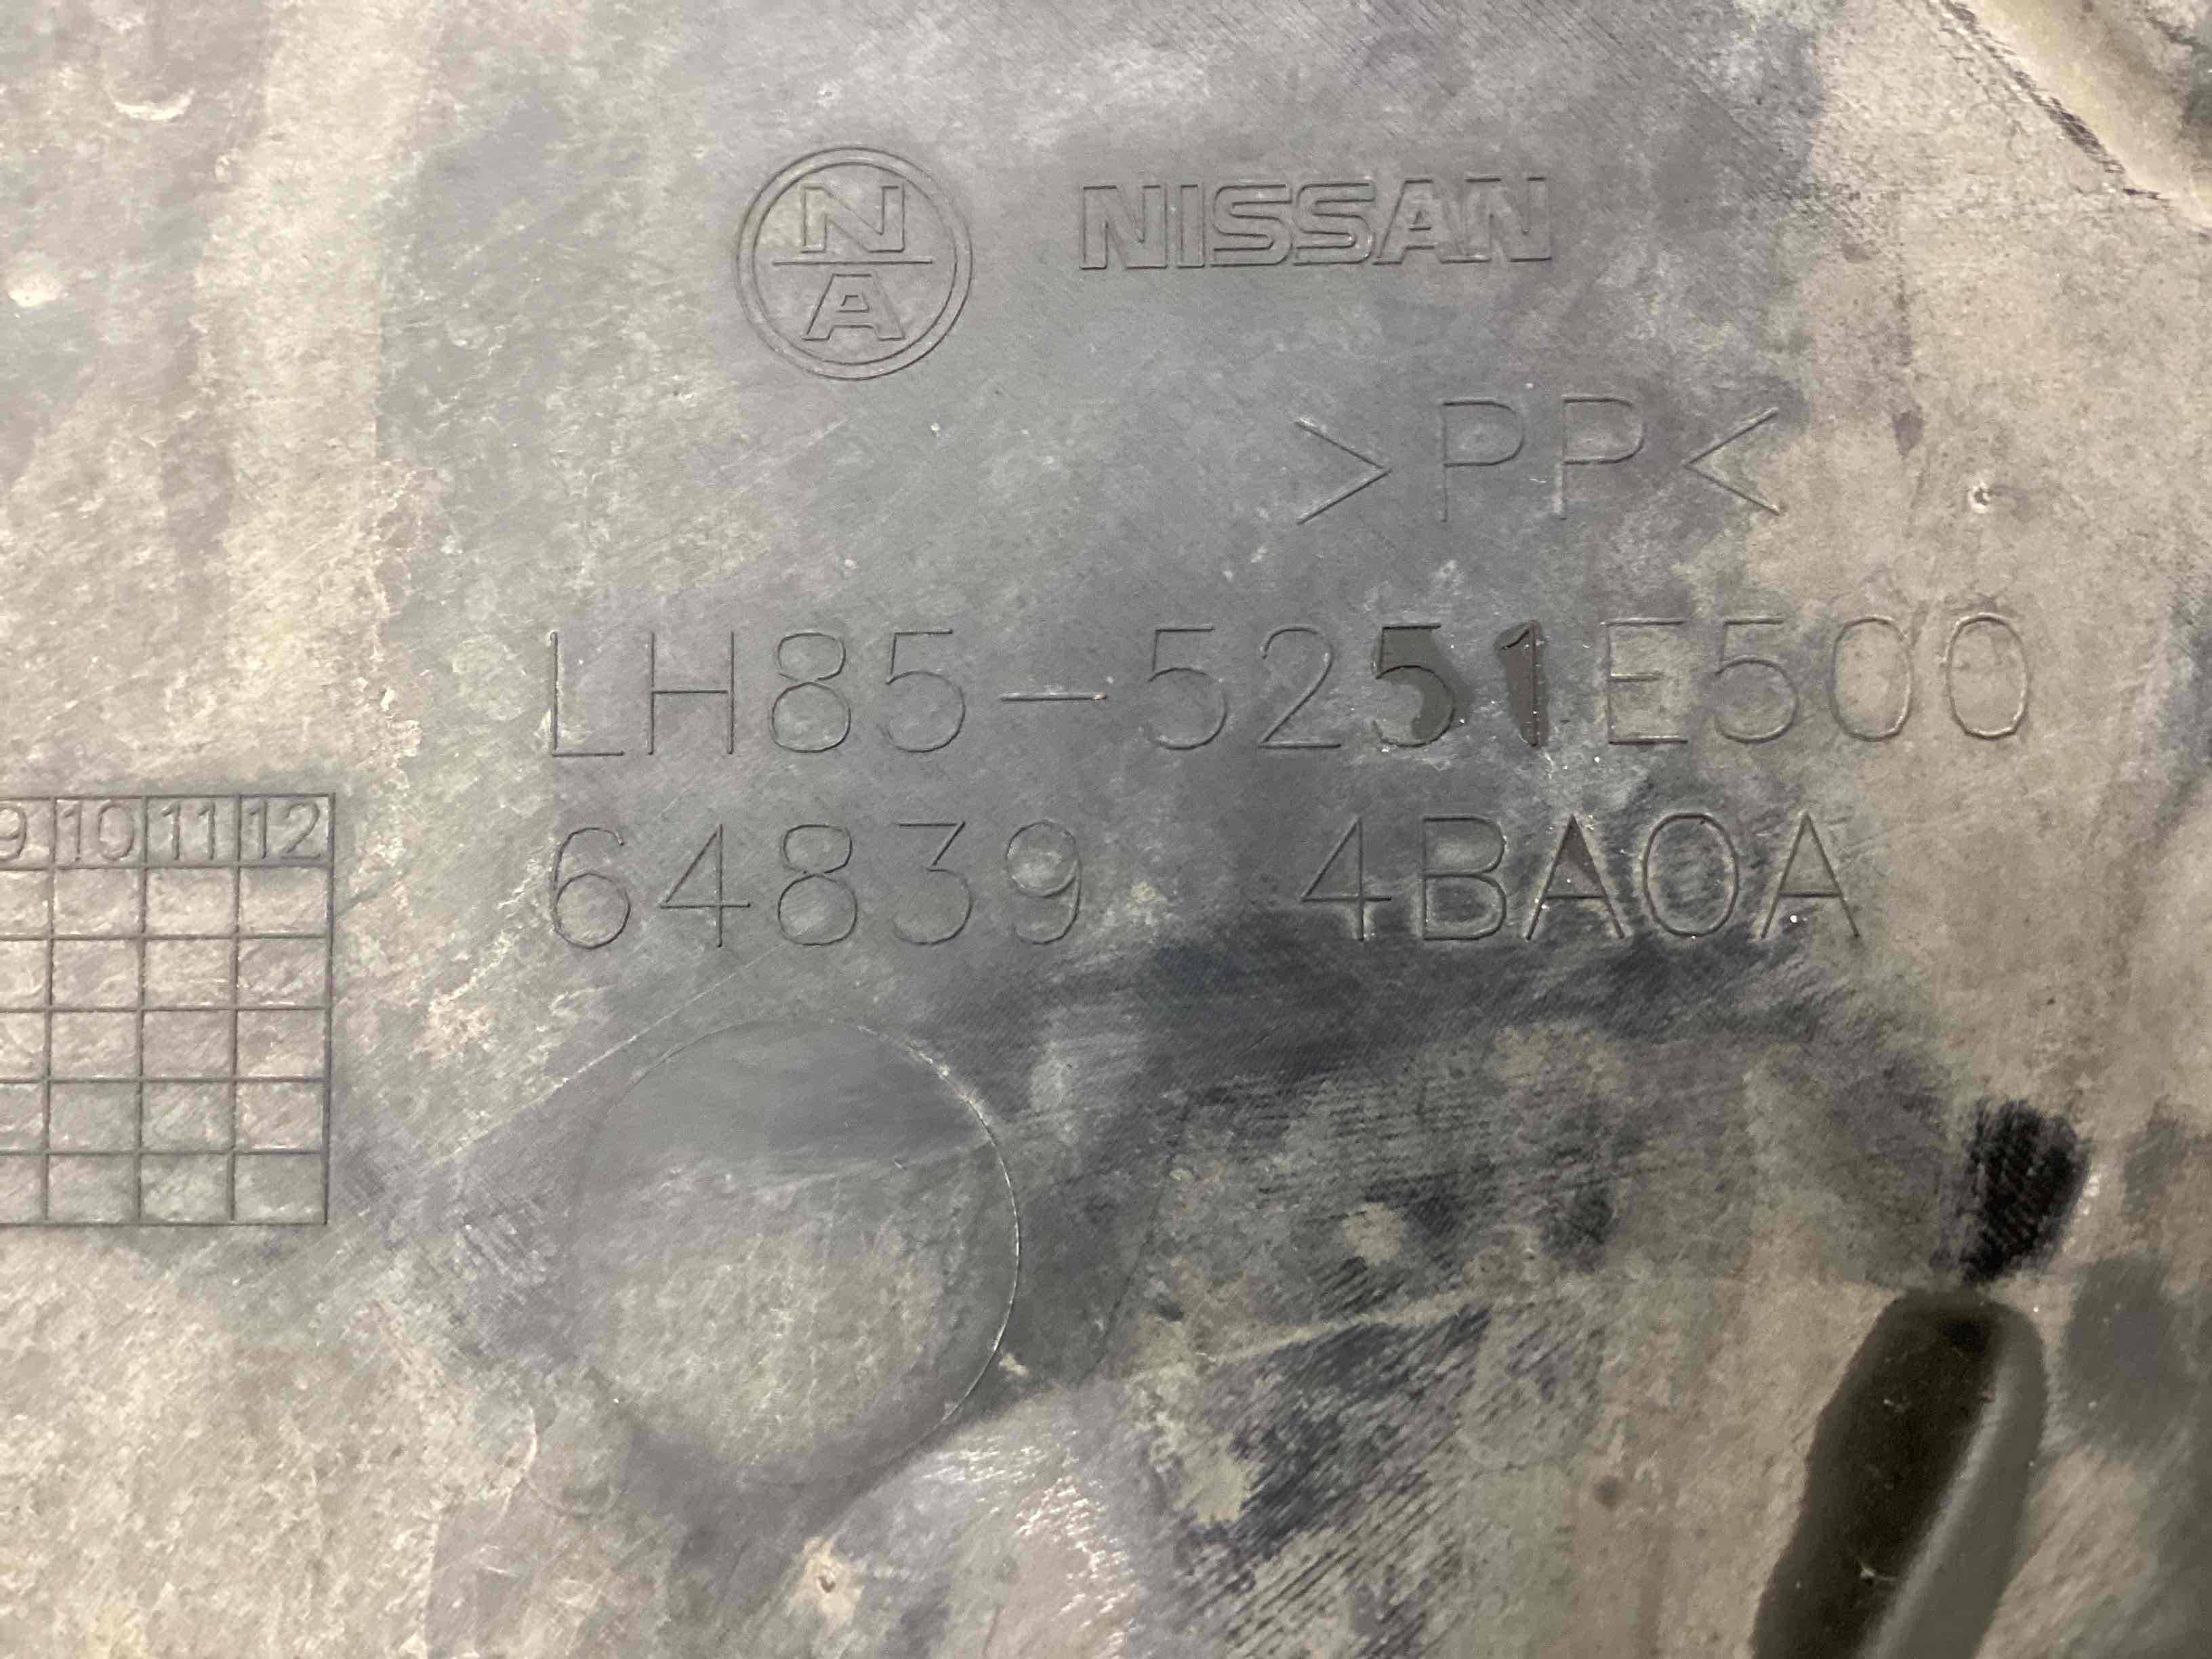 N
A
NISSAN
>PP<
LH85-5251E500
64839 4BA0A
9 10 11 12